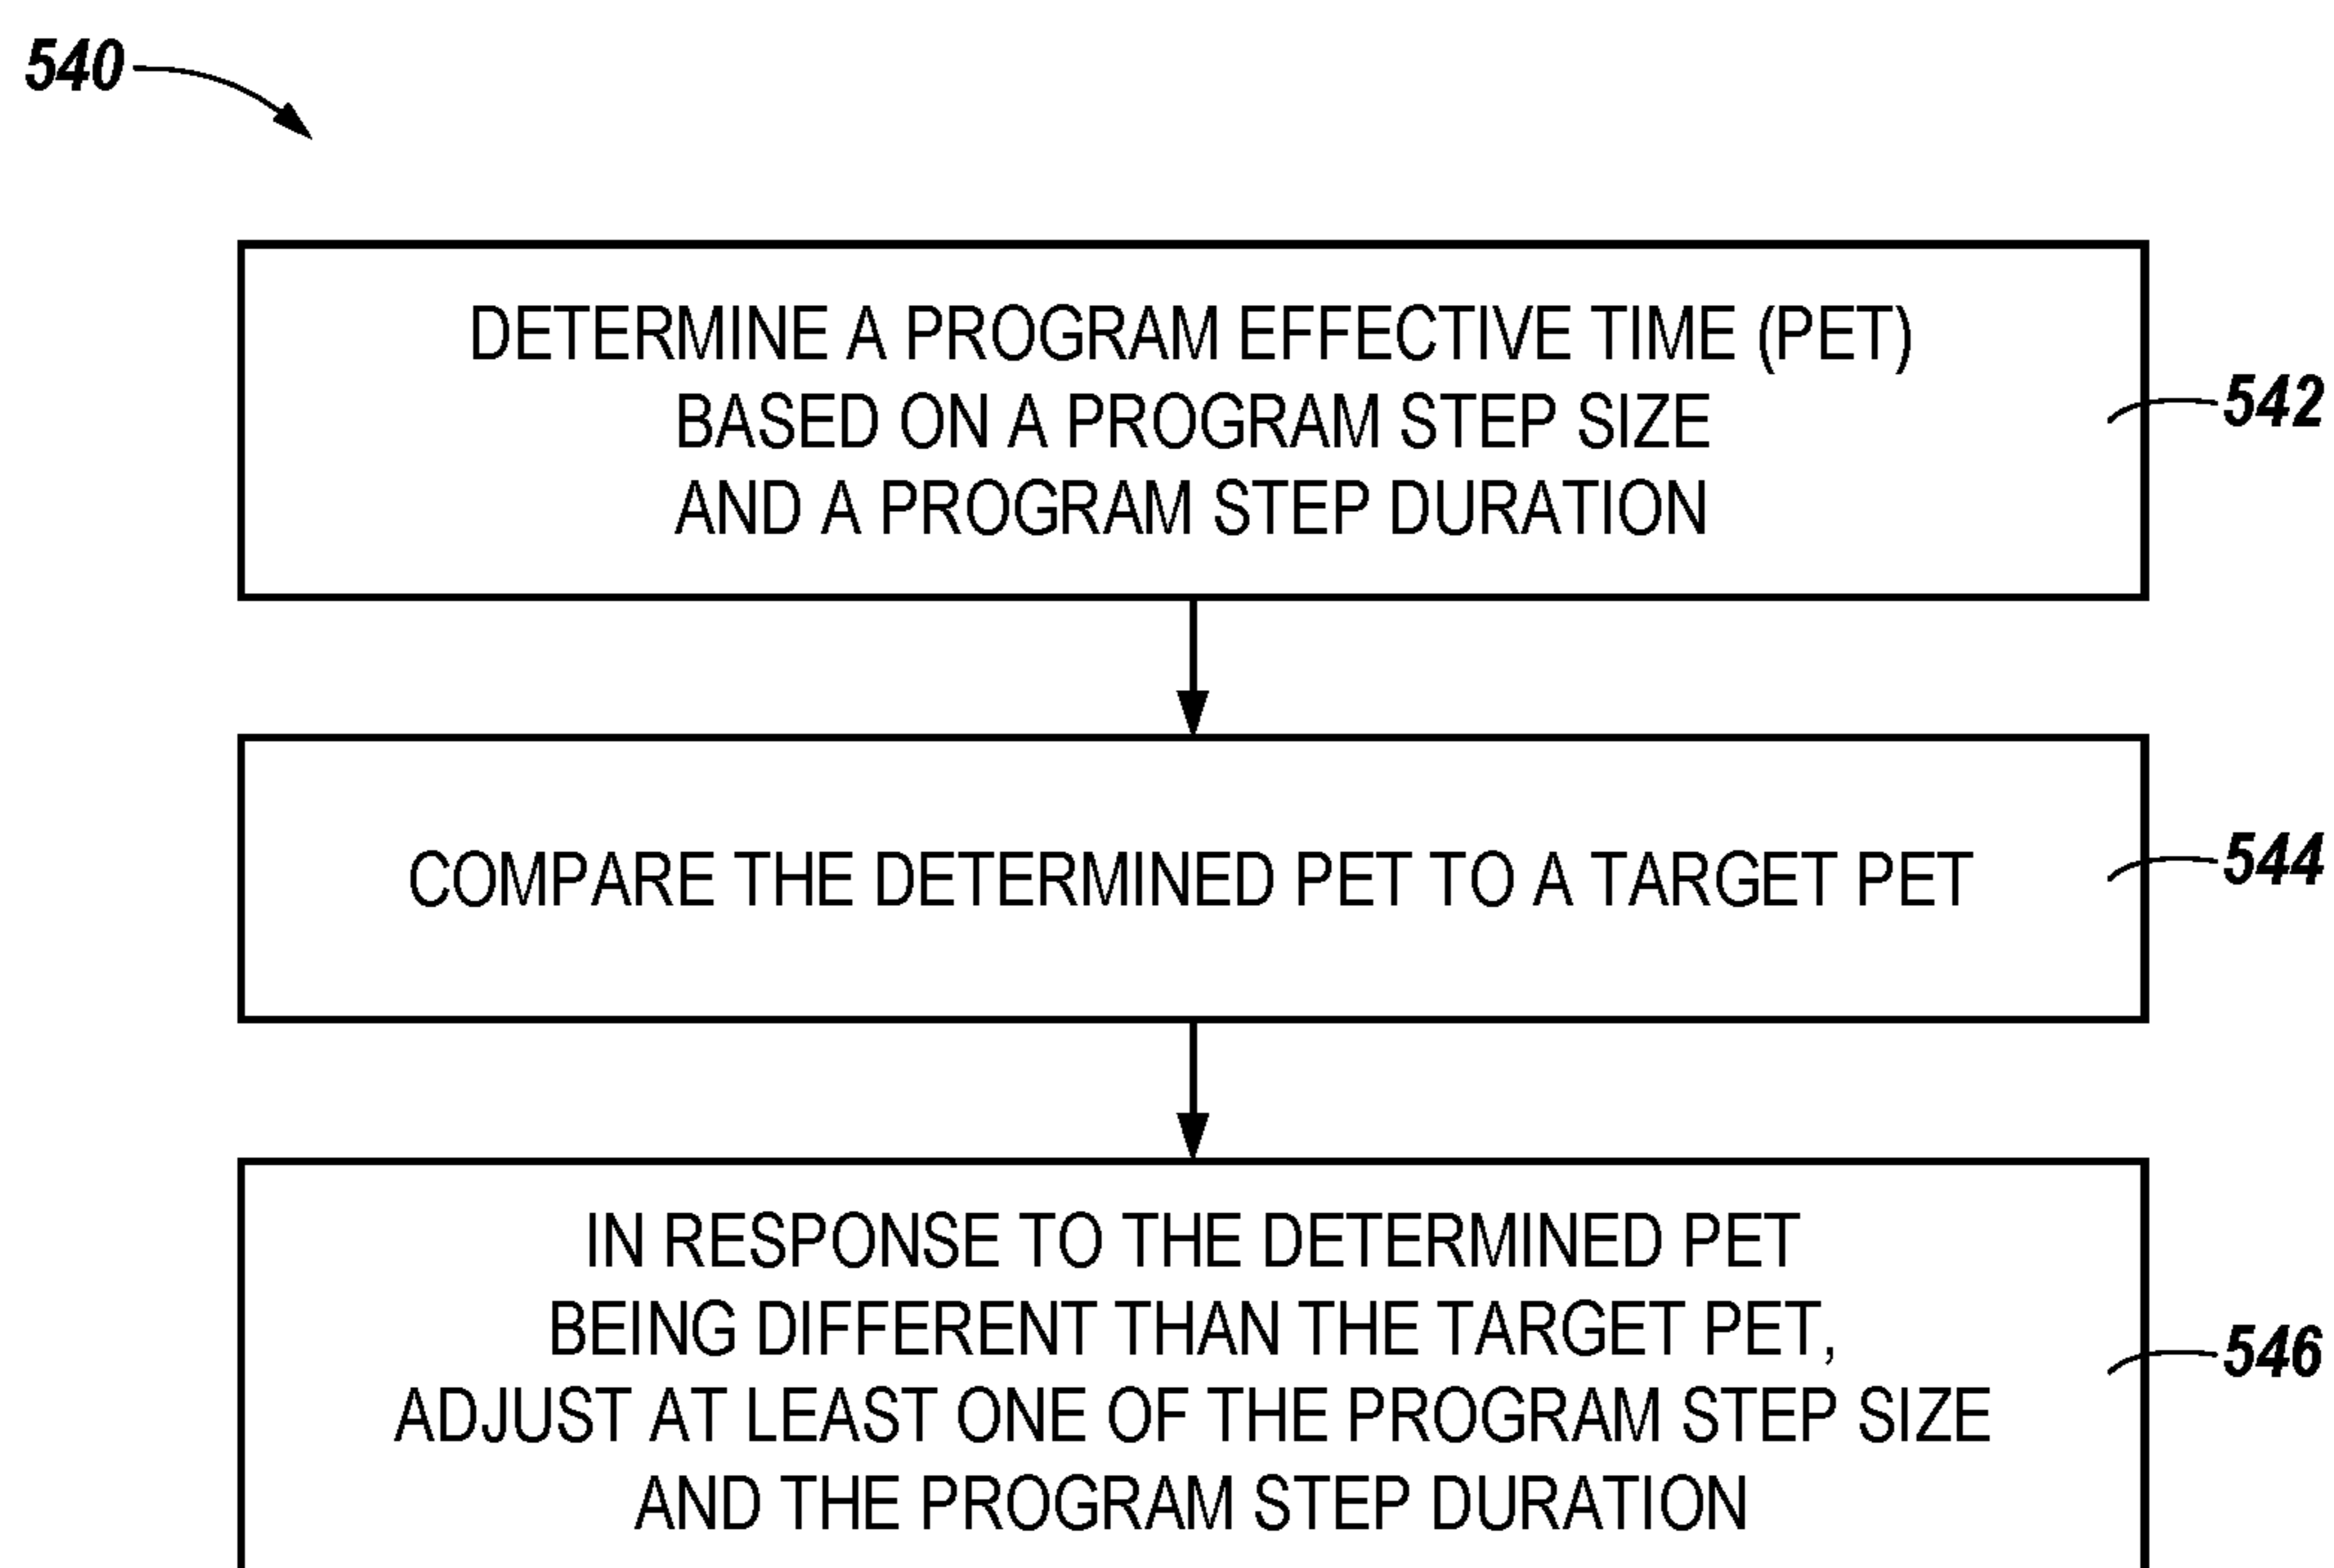 540
DETERMINE A PROGRAM EFFECTIVE TIME (PET)
BASED ON A PROGRAM STEP SIZE
AND A PROGRAM STEP DURATION
542
COMPARE THE DETERMINED PET TO A TARGET PET
544
IN RESPONSE TO THE DETERMINED PET
BEING DIFFERENT THAN THE TARGET PET,
ADJUST AT LEAST ONE OF THE PROGRAM STEP SIZE
AND THE PROGRAM STEP DURATION
546